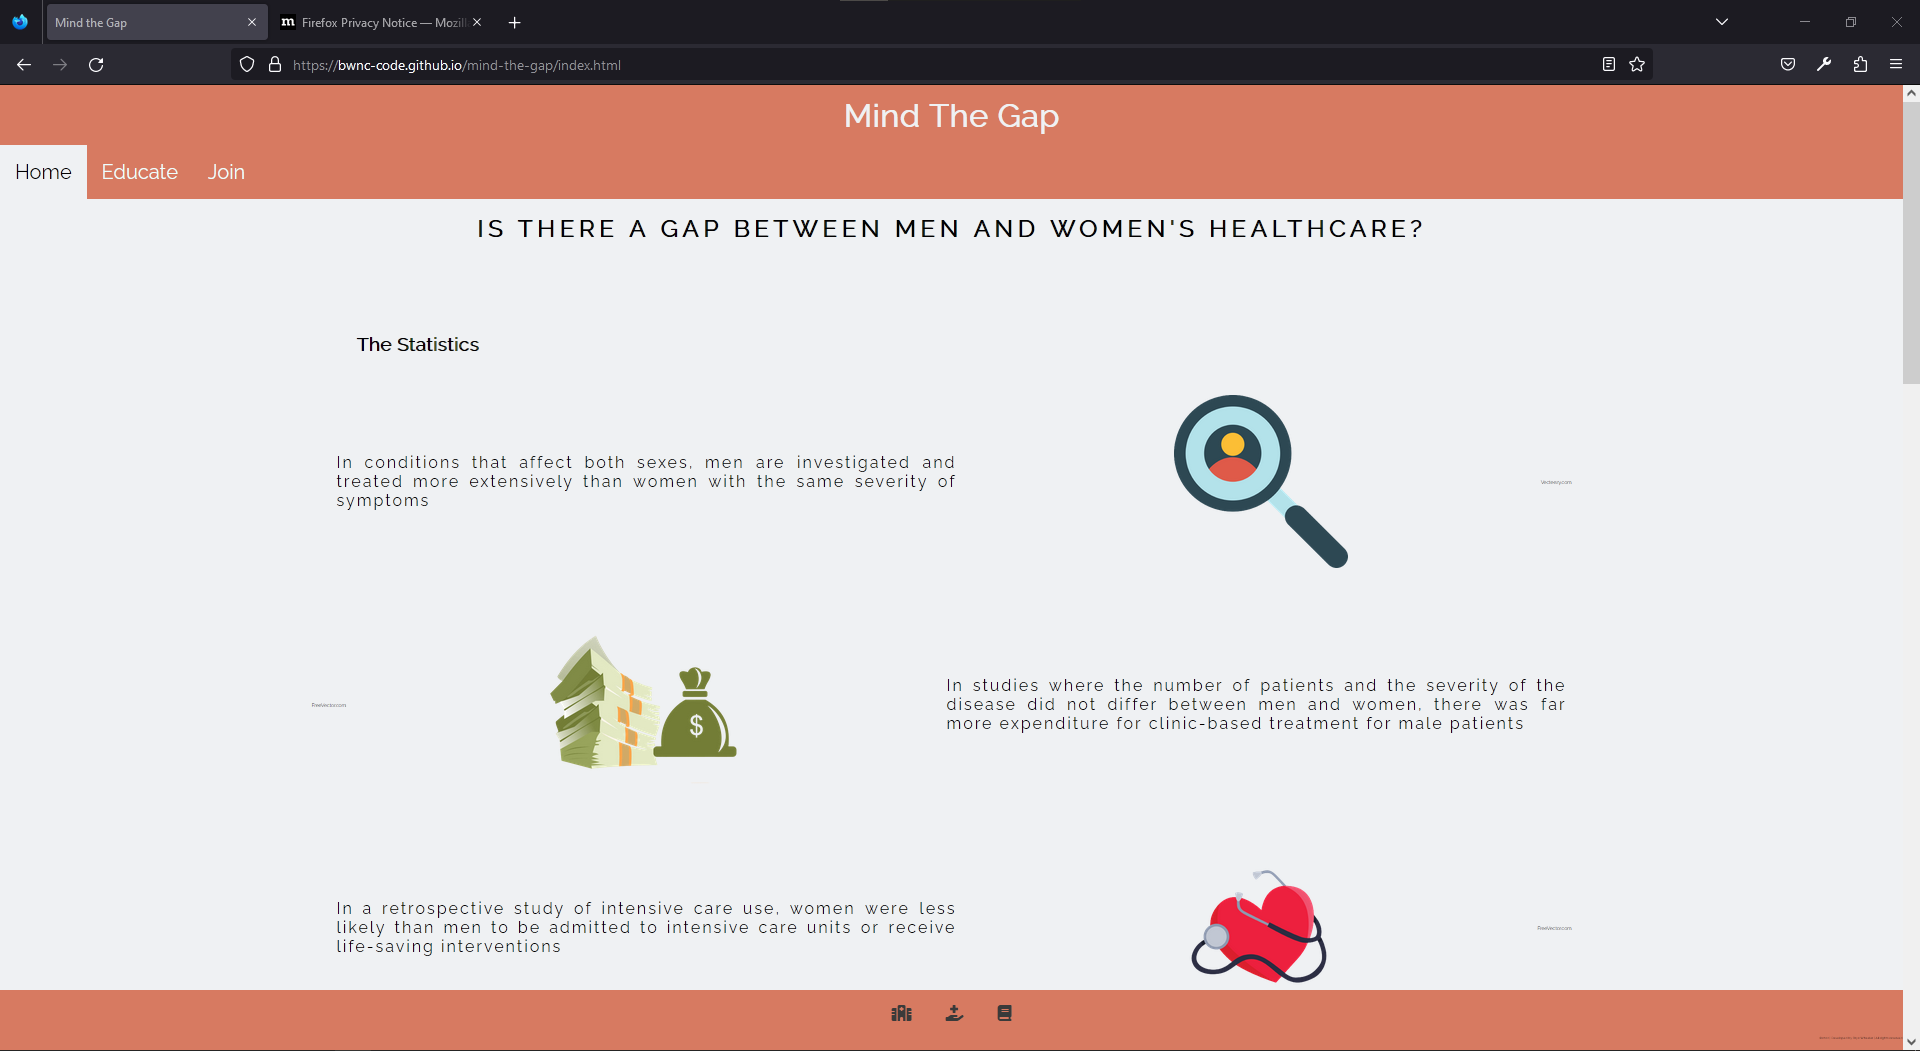 Mind the Gap
Firefox Privacy Notice — Mozill
https://bwnc-code.github.io/mind-the-gap/index.html
Mind The Gap
Home Educate Join
IS THERE A GAP BETWEEN MEN AND WOMEN'S HEALTHCARE?
The Statistics
In conditions that affect both sexes, men are investigated and
treated more extensively than women with the same severity of
symptoms
Vecteezy.com
FreeVector.com
$
In studies where the number of patients and the severity of the
disease did not differ between men and women, there was far
more expenditure for clinic-based treatment for male patients
In a retrospective study of intensive care use, women were less
likely than men to be admitted to intensive care units or receive
life-saving interventions
FreeVector.com